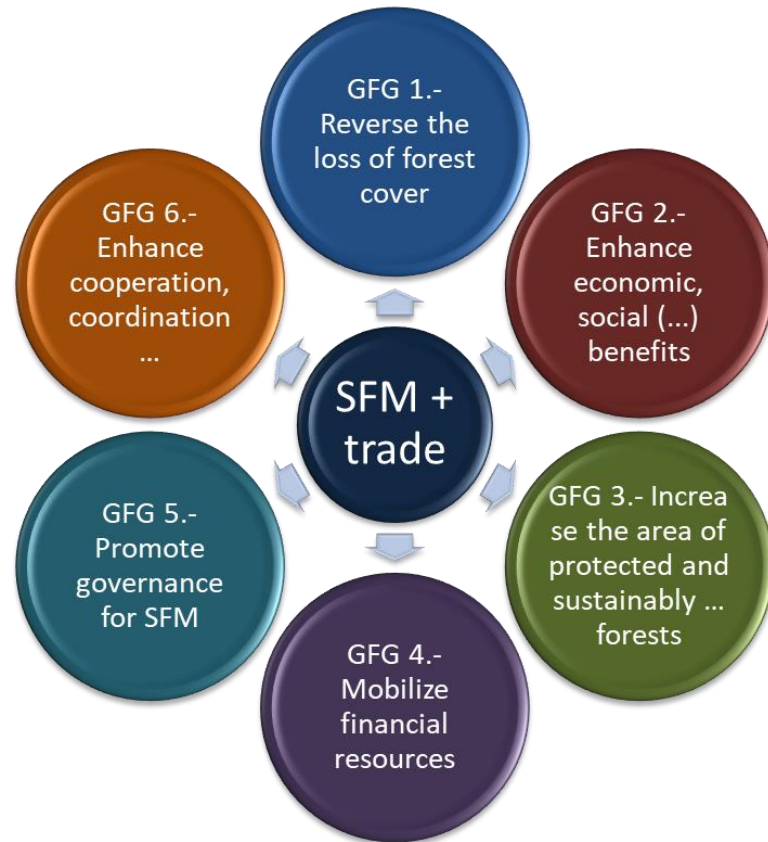 GFG 1.-
Reverse the
loss of forest
cover
GFG 2.-
Enhance
economic,
social (...)
benefits
GFG 3.- Increa
se the area of
protected and
sustainably ...
forests
GFG 4.-
Mobilize
financial
resources
GFG 5.-
Promote
governance
for SFM
GFG 6.-
Enhance
cooperation,
coordination
...
SFM +
trade